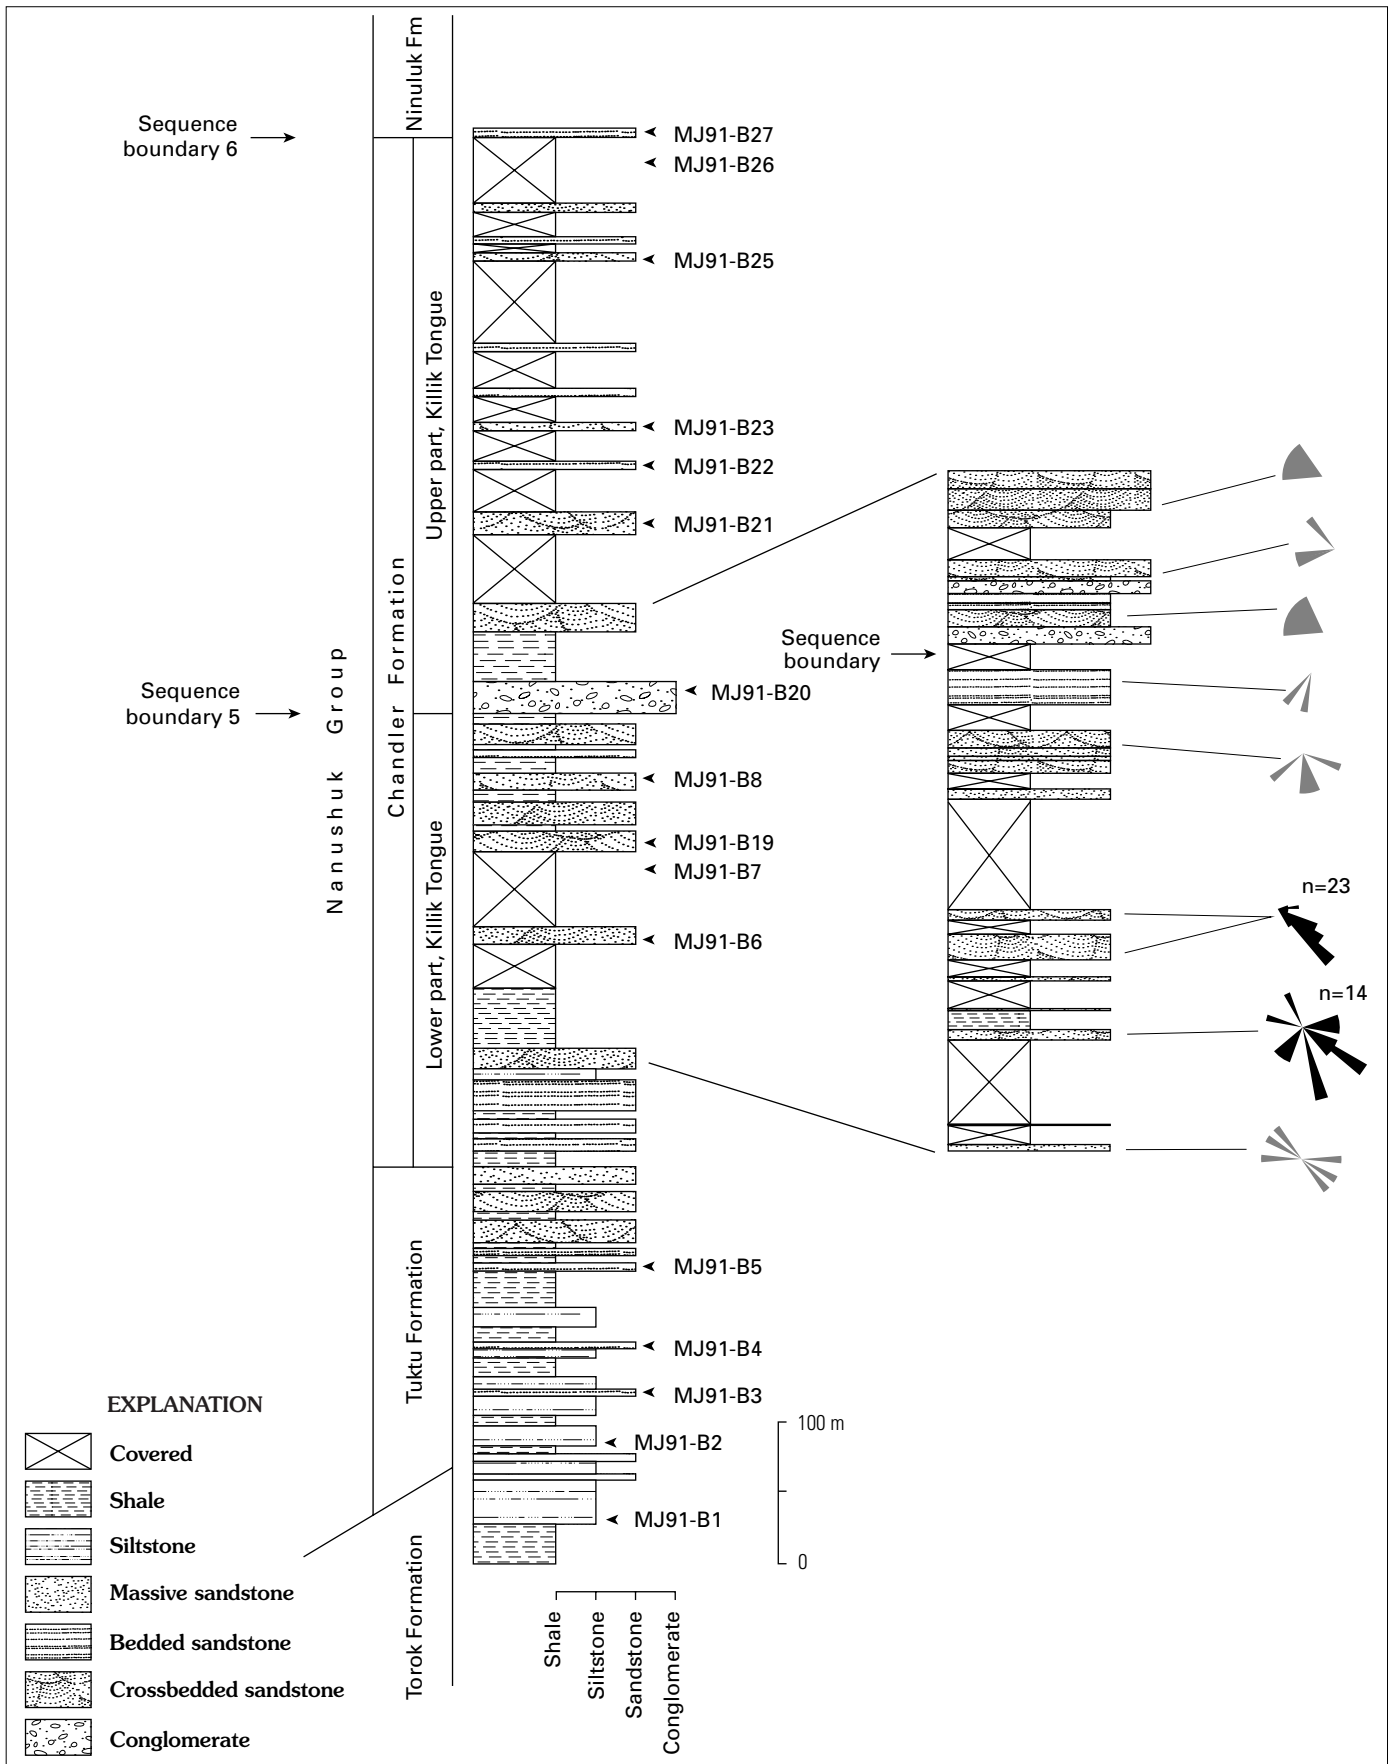 Ninuluk Fm
Sequence
boundary 6
MJ91-B27
MJ91-B26
MJ91-B25
Upper part, Killik Tongue
MJ91-B23
MJ91-B22
MJ91-B21
Chandler Formation
Nanushuk Group
Sequence
boundary
MJ91-B20
Sequence
boundary 5
MJ91-B8
MJ91-B19
MJ91-B7
MJ91-B6
Lower part, Killik Tongue
n=23
n=14
Tuktu Formation
MJ91-B5
MJ91-B4
MJ91-B3
MJ91-B2
MJ91-B1
100 m
0
Torok Formation
Shale
Siltstone
Sandstone
Conglomerate
EXPLANATION
Covered
Shale
Siltstone
Massive sandstone
Bedded sandstone
Crossbedded sandstone
Conglomerate